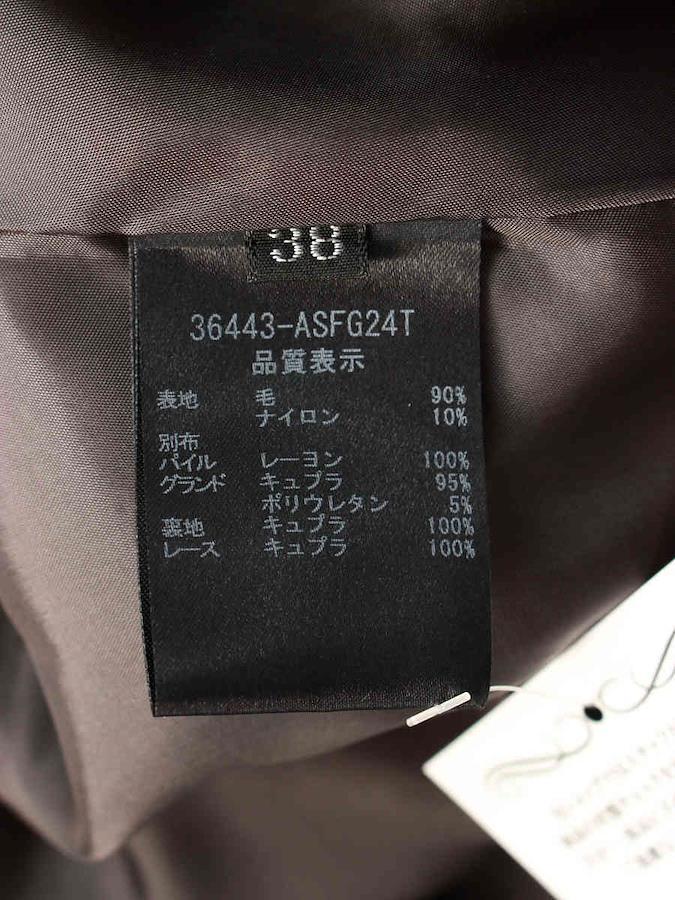 38
36443-ASFG24T
品質表示
表地 毛 90%
ナイロン 10%
別布
パイル レーヨン 100%
グランド キュプラ 95%
ポリウレタン 5%
裏地 キュプラ 100%
レース キュプラ 100%